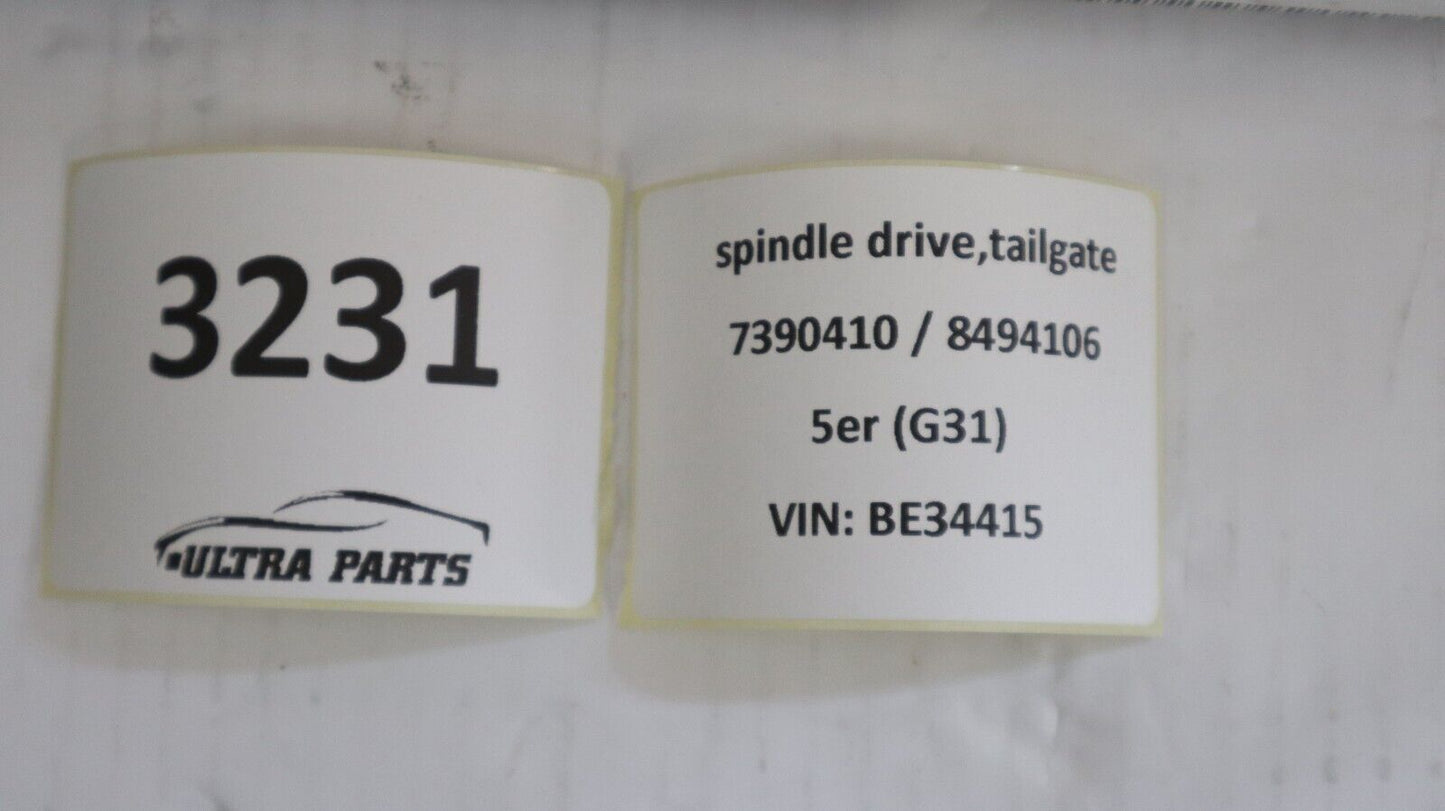 3231
ULTRA PARTS
spindle drive,tailgate
7390410 / 8494106
5er (G31)
VIN: BE34415